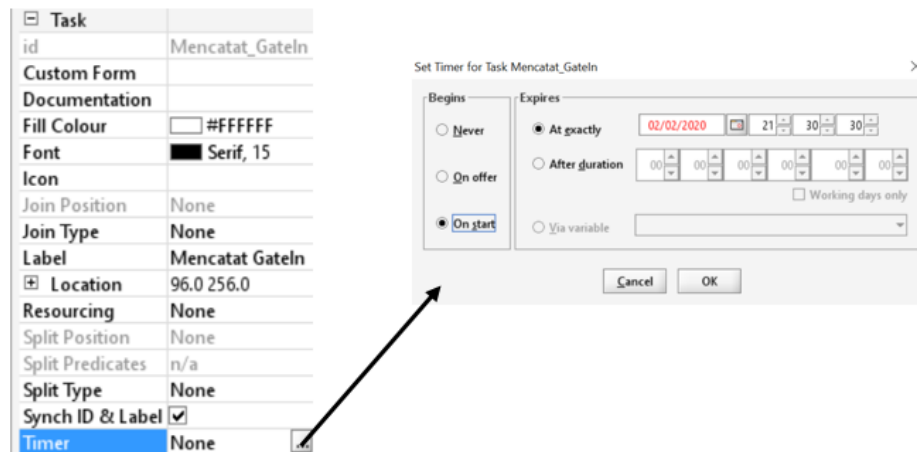 Task
id Mencatat_GateIn
Custom Form
Documentation
Fill Colour #FFFFFF
Font Serif, 15
Icon
Join Position None
Join Type None
Label Mencatat GateIn
Location 96.0 256.0
Resourcing None
Split Position None
Split Predicates n/a
Split Type None
Synch ID & Label
Timer None ...
Set Timer for Task Mencatat_GateIn
Begins
Never
On offer
On start
Expires
At exactly 02/02/2020 21 30 30
After duration 00 00 00 00 00 00
Working days only
Via variable
Cancel OK